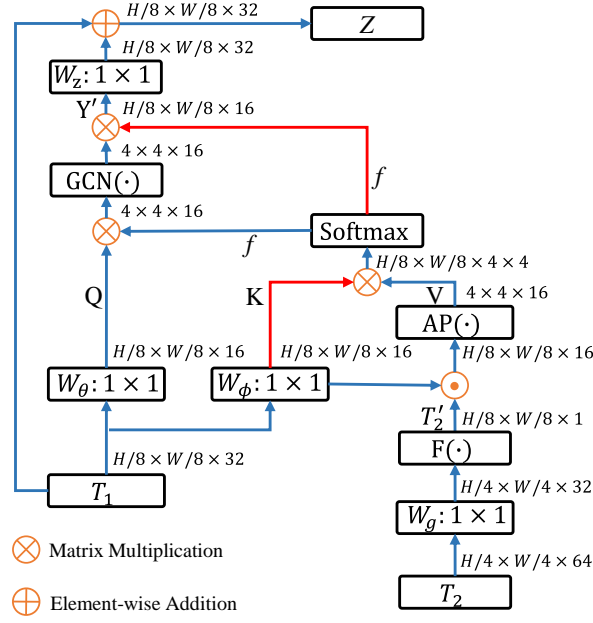 H/8 × W/8 × 32
Z
H/8 × W/8 × 32
W_z: 1 × 1
Y′
H/8 × W/8 × 16
4 × 4 × 16
f
GCN(·)
4 × 4 × 16
Softmax
f
H/8 × W/8 × 4 × 4
Q
K
V
4 × 4 × 16
AP(·)
H/8 × W/8 × 16
H/8 × W/8 × 16
H/8 × W/8 × 16
W_θ: 1 × 1
W_ϕ: 1 × 1
T₂′
H/8 × W/8 × 1
F(·)
H/8 × W/8 × 32
H/4 × W/4 × 32
T₁
W_g: 1 × 1
Matrix Multiplication
H/4 × W/4 × 64
T₂
Element-wise Addition